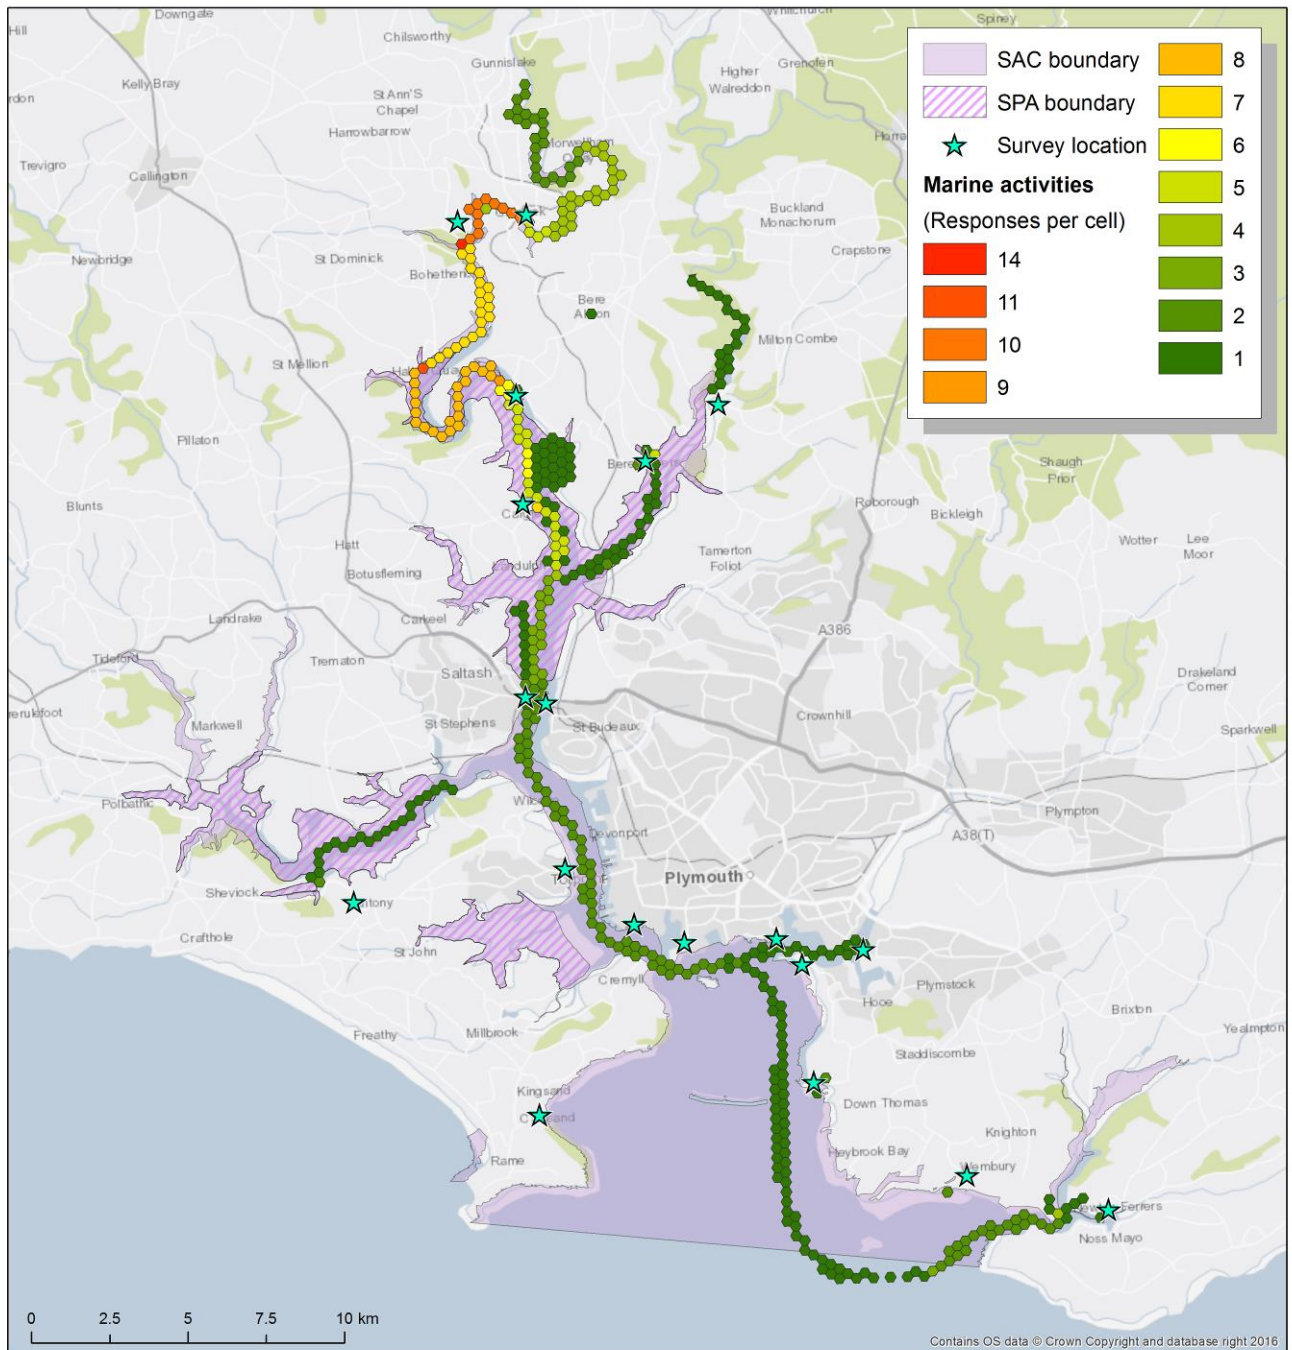 Downgate
Whitchurch
Spiney
Hill
Chilsworthy
Gunnislake
Kelly Bray
Higher
Walreddon
Grenofen
St Ann'S
Chapel
Harrowbarrow
Trevigro
Callington
Buckland
Monachorum
Crapstone
St Dominick
Newbridge
Bere
Milton Combe
St Mellion
Pillaton
Shaugh
Prior
Blunts
Roborough
Bickleigh
Wotter
Lee
Moor
Hatt
Botusfleming
Tamerton
Foliot
Landrake
Carkeel
A386
Tideford
Trematon
Saltash
Drakeland
Corner
Markwell
St Stephens
St Budeaux
Crownhill
Sparkwell
Polbathic
Plympton
Devonport
A38(T)
Plymouth
Sheviock
Crafthole
St John
Cremyll
Plymstock
Hooe
Brixton
Freathy
Millbrook
Yealmpton
Staddiscombe
Kingsand
Down Thomas
Knighton
Heybrook Bay
Wembury
Rame
Noss Mayo
SAC boundary
SPA boundary
Survey location
Marine activities
(Responses per cell)
14
11
10
9
8
7
6
5
4
3
2
1
0 2.5 5 7.5 10 km
Contains OS data © Crown Copyright and database right 2016